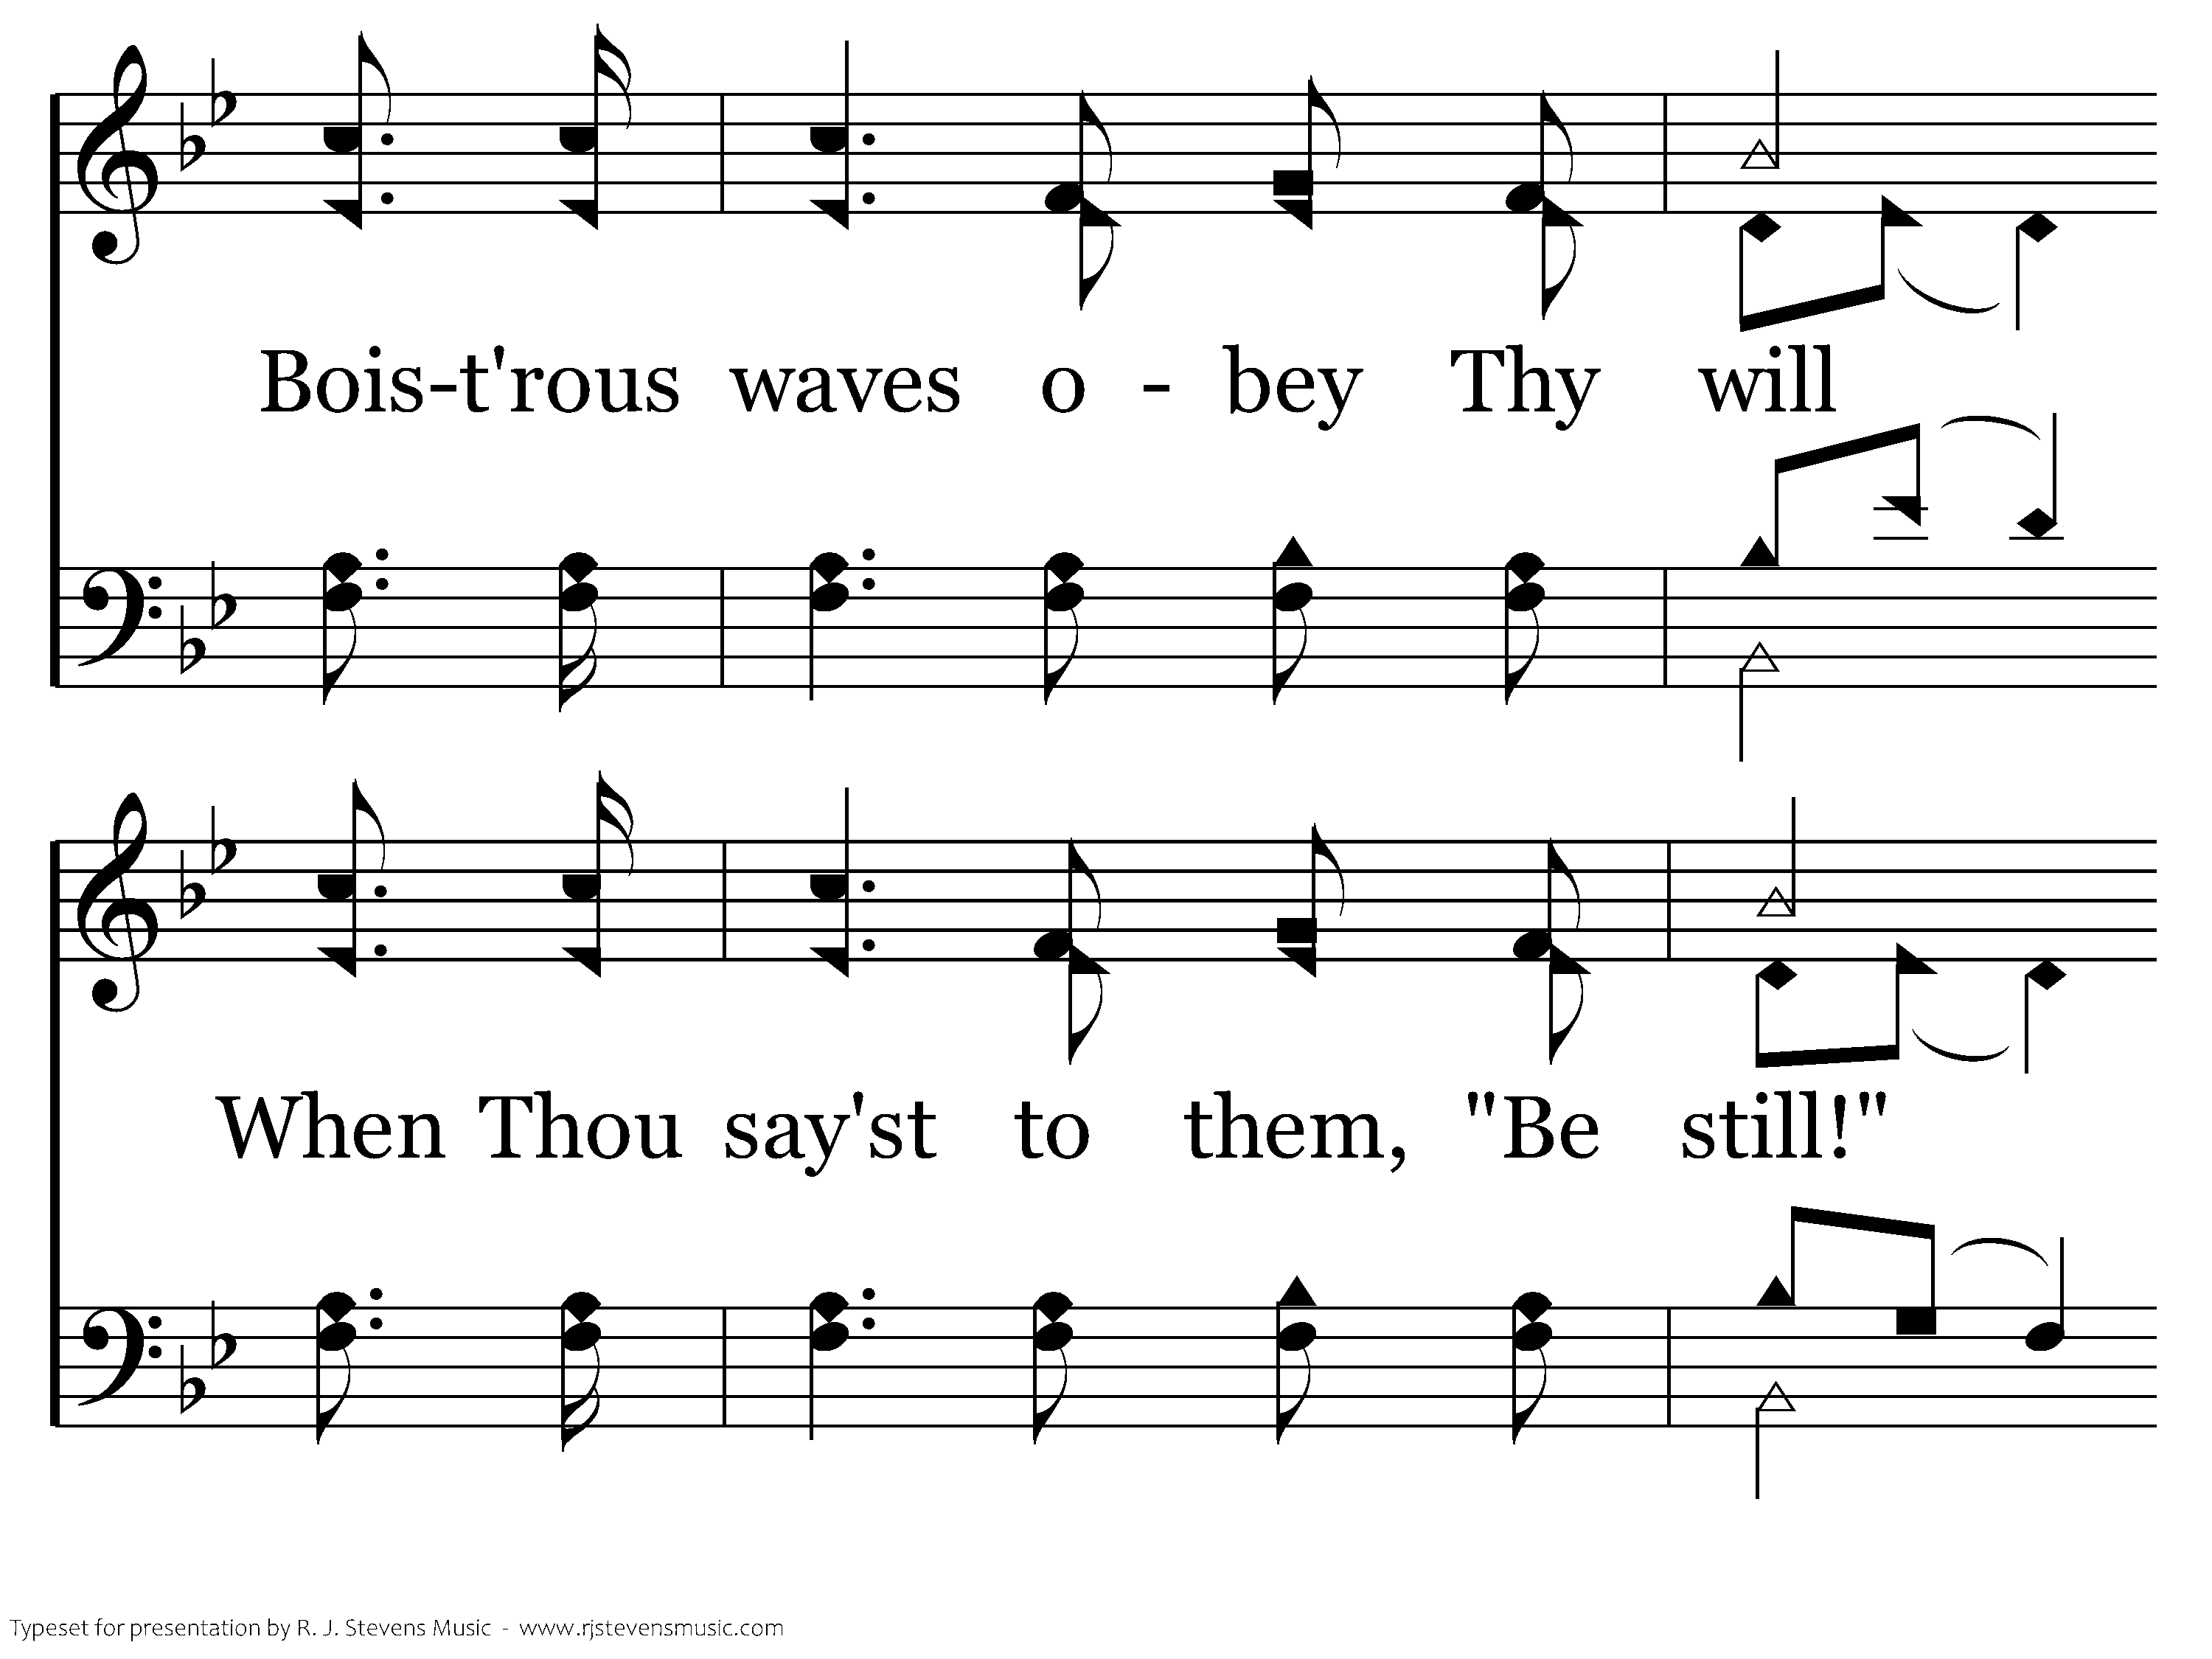 Bois-t'rous waves o - bey Thy will
When Thou say'st to them, "Be still!"
Typeset for presentation by R. J. Stevens Music - www.rjstevensmusic.com